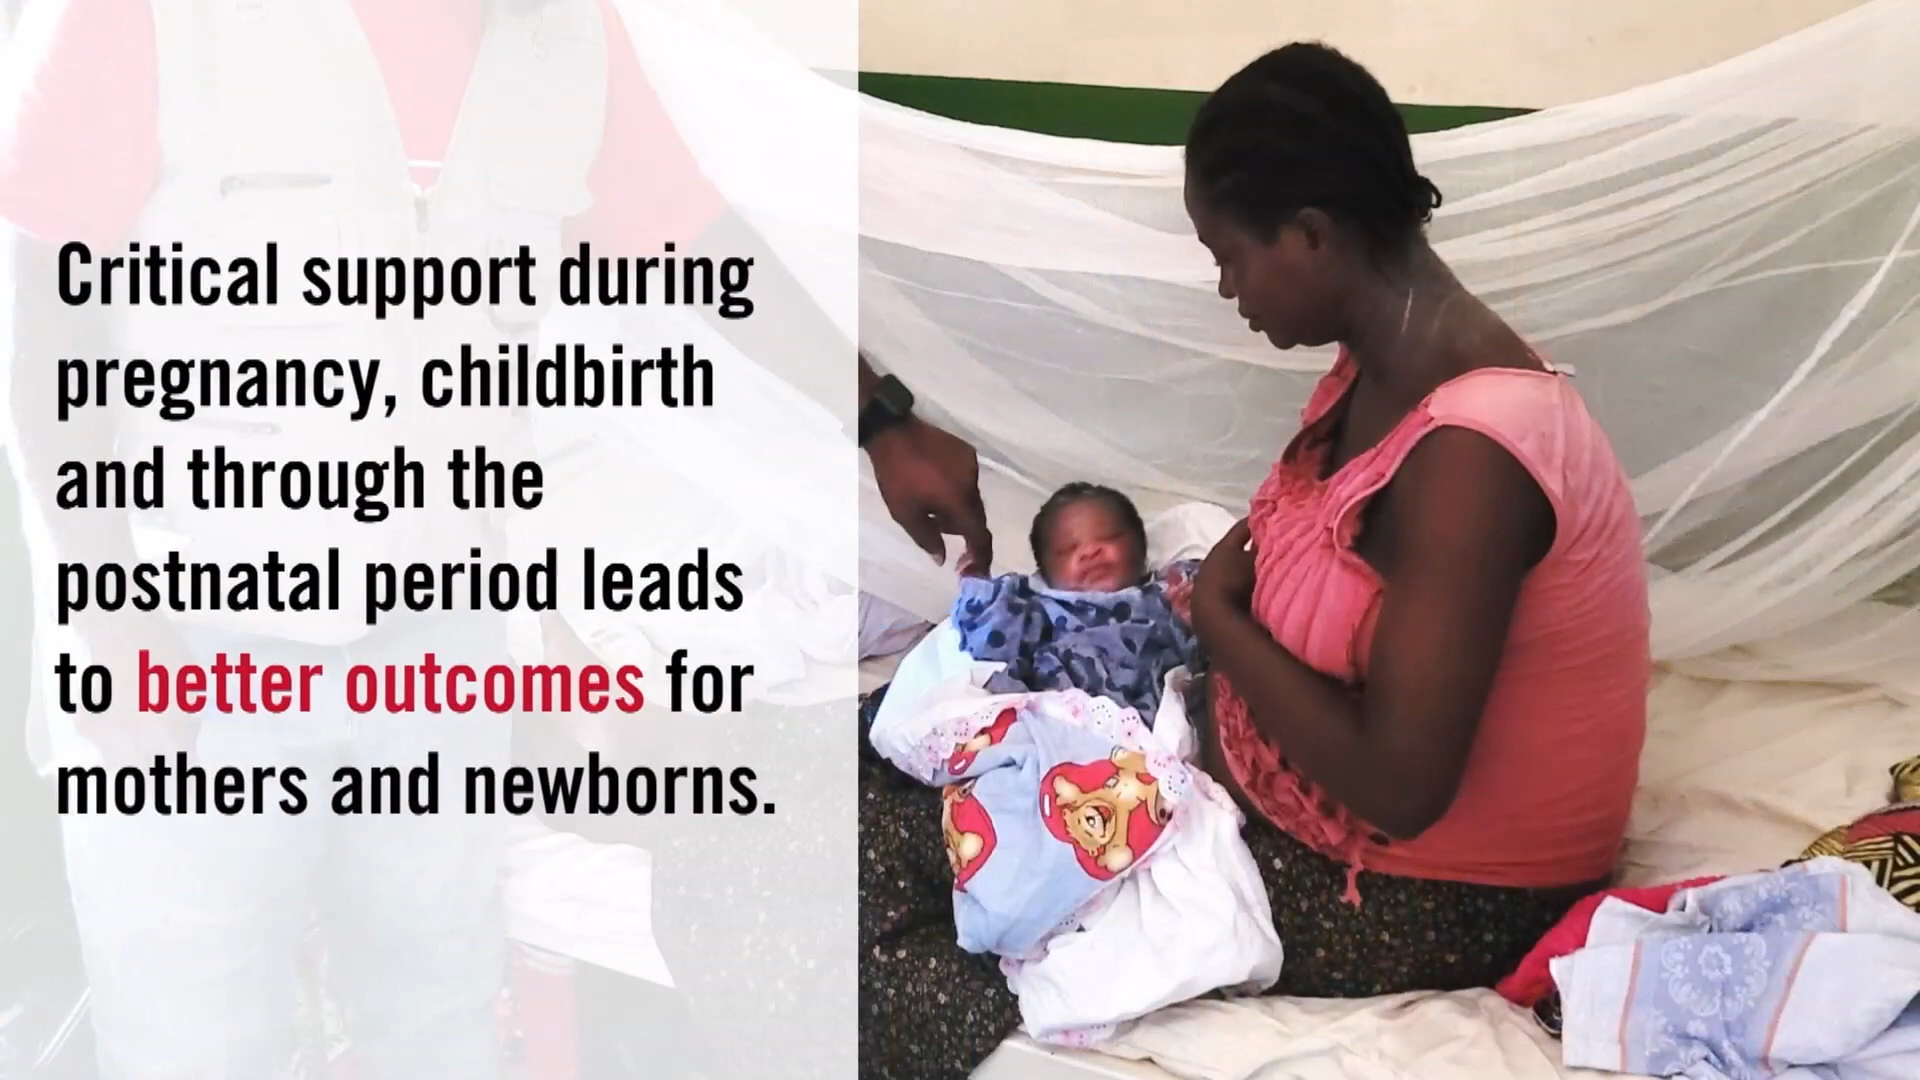 Critical support during
pregnancy, childbirth
and through the
postnatal period leads
to better outcomes for
mothers and newborns.